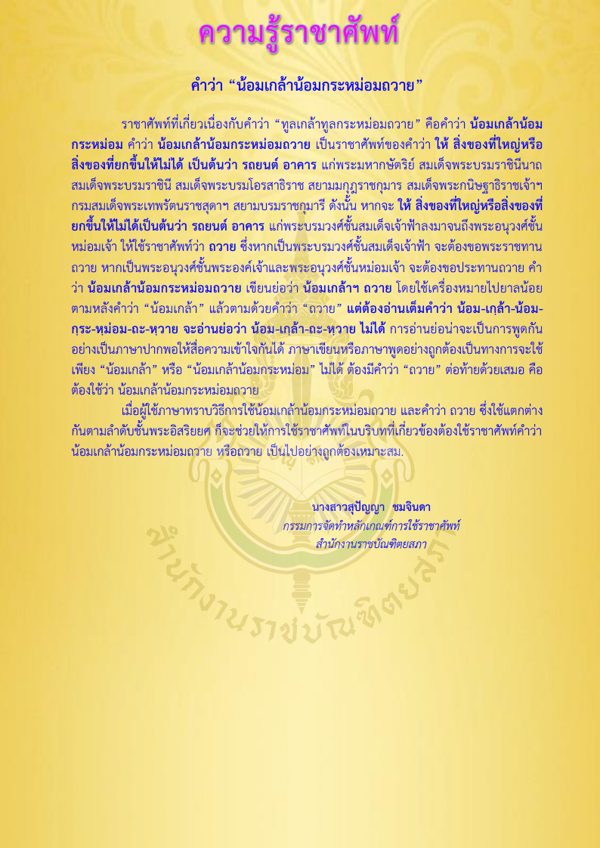 ความรู้ราชาศัพท์
คำว่า “น้อมเกล้าน้อมกระหม่อมถวาย”
ราชาศัพท์ที่เกี่ยวเนื่องกับคำว่า “ทูลเกล้าทูลกระหม่อมถวาย” คือคำว่า น้อมเกล้าน้อม
กระหม่อม คำว่า น้อมเกล้าน้อมกระหม่อมถวาย เป็นราชาศัพท์ของคำว่า ให้ สิ่งของที่ใหญ่หรือ
สิ่งของที่ยกขึ้นให้ไม่ได้ เป็นต้นว่า รถยนต์ อาคาร แก่พระมหากษัตริย์ สมเด็จพระบรมราชินีนาถ
สมเด็จพระบรมราชินี สมเด็จพระบรมโอรสาธิราช สยามมกุฎราชกุมาร สมเด็จพระกนิษฐาธิราชเจ้าฯ
กรมสมเด็จพระเทพรัตนราชสุดาฯ สยามบรมราชกุมารี ดังนั้น หากจะ ให้ สิ่งของที่ใหญ่หรือสิ่งของที่
ยกขึ้นให้ไม่ได้เป็นต้นว่า รถยนต์ อาคาร แก่พระบรมวงศ์ชั้นสมเด็จเจ้าฟ้าลงมาจนถึงพระอนุวงศ์ชั้น
หม่อมเจ้า ให้ใช้ราชาศัพท์ว่า ถวาย ซึ่งหากเป็นพระบรมวงศ์ชั้นสมเด็จเจ้าฟ้า จะต้องขอพระราชทาน
ถวาย หากเป็นพระอนุวงศ์ชั้นพระองค์เจ้าและพระอนุวงศ์ชั้นหม่อมเจ้า จะต้องขอประทานถวาย คำ
ว่า น้อมเกล้าน้อมกระหม่อมถวาย เขียนย่อว่า น้อมเกล้าฯ ถวาย โดยใช้เครื่องหมายไปยาลน้อย
ตามหลังคำว่า “น้อมเกล้า” แล้วตามด้วยคำว่า “ถวาย” แต่ต้องอ่านเต็มคำว่า น้อม-เกฺล้า-น้อม-
กฺระ-หฺม่อม-ถะ-หฺวาย จะอ่านย่อว่า น้อม-เกฺล้า-ถะ-หฺวาย ไม่ได้ การอ่านย่อน่าจะเป็นการพูดกัน
อย่างเป็นภาษาปากพอให้สื่อความเข้าใจกันได้ ภาษาเขียนหรือภาษาพูดอย่างถูกต้องเป็นทางการจะใช้
เพียง “น้อมเกล้า” หรือ “น้อมเกล้าน้อมกระหม่อม” ไม่ได้ ต้องมีคำว่า “ถวาย” ต่อท้ายด้วยเสมอ คือ
ต้องใช้ว่า น้อมเกล้าน้อมกระหม่อมถวาย
เมื่อผู้ใช้ภาษาทราบวิธีการใช้น้อมเกล้าน้อมกระหม่อมถวาย และคำว่า ถวาย ซึ่งใช้แตกต่าง
กันตามลำดับชั้นพระอิสริยยศ ก็จะช่วยให้การใช้ราชาศัพท์ในบริบทที่เกี่ยวข้องต้องใช้ราชาศัพท์คำว่า
น้อมเกล้าน้อมกระหม่อมถวาย หรือถวาย เป็นไปอย่างถูกต้องเหมาะสม.
นางสาวสุปัญญา ชมจินดา
กรรมการจัดทำหลักเกณฑ์การใช้ราชาศัพท์
สำนักงานราชบัณฑิตยสภา
สำนักงานราชบัณฑิตยสภา